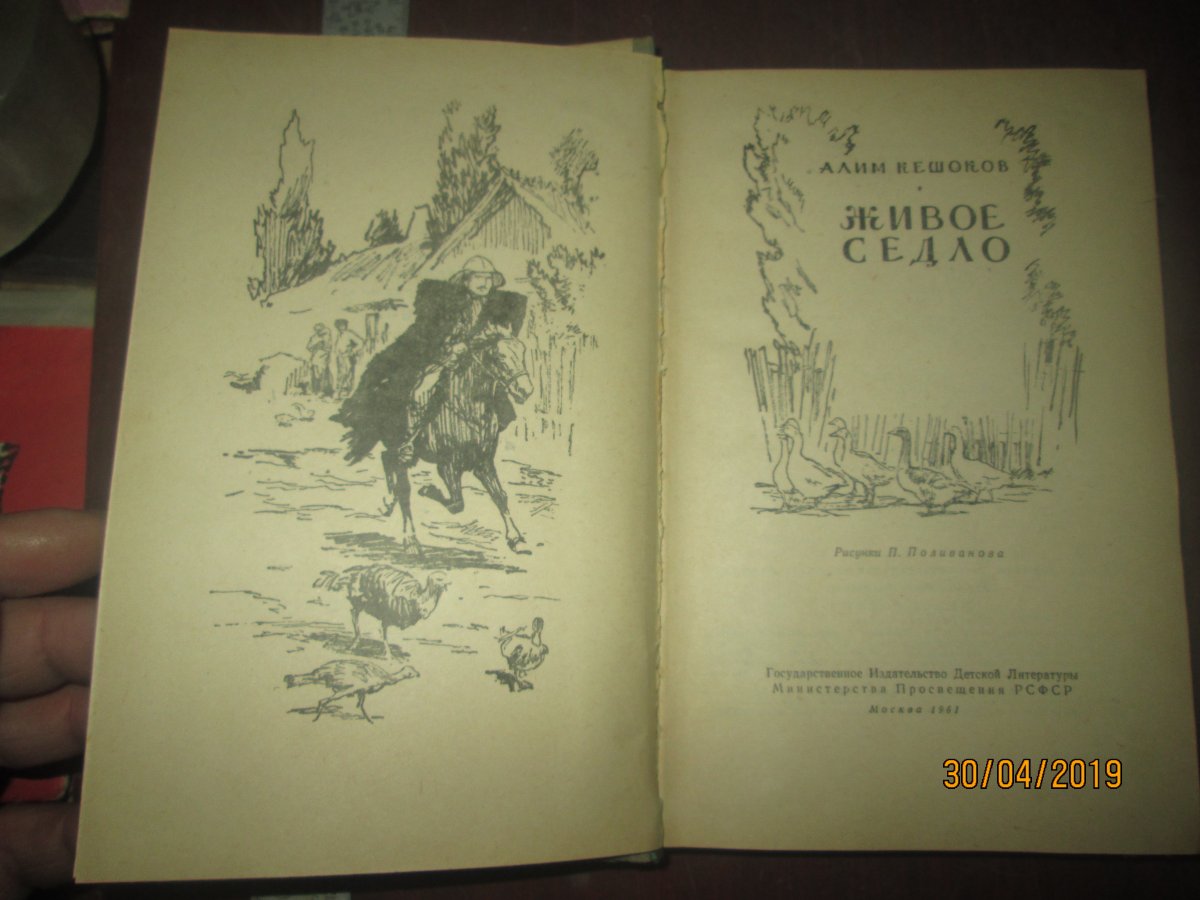 АЛИМ КЕШОКОВ
ЖИВОЕ
СЕДЛО
Рисунки П. Поливанова
Государственное Издательство Детской Литературы
Министерства Просвещения РСФСР
Москва 1961
30/04/2019